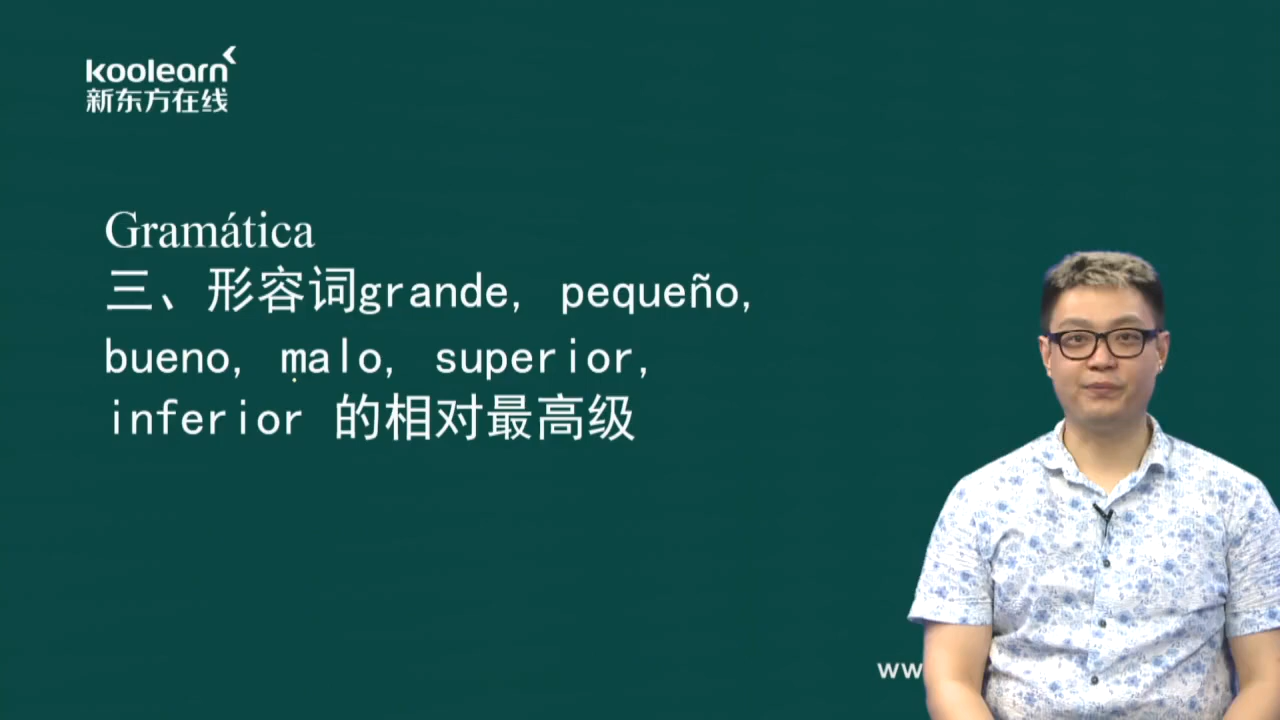 koolearn
新东方在线
Gramática
三、形容词grande, pequeño,
bueno, malo, superior,
inferior 的相对最高级
ww